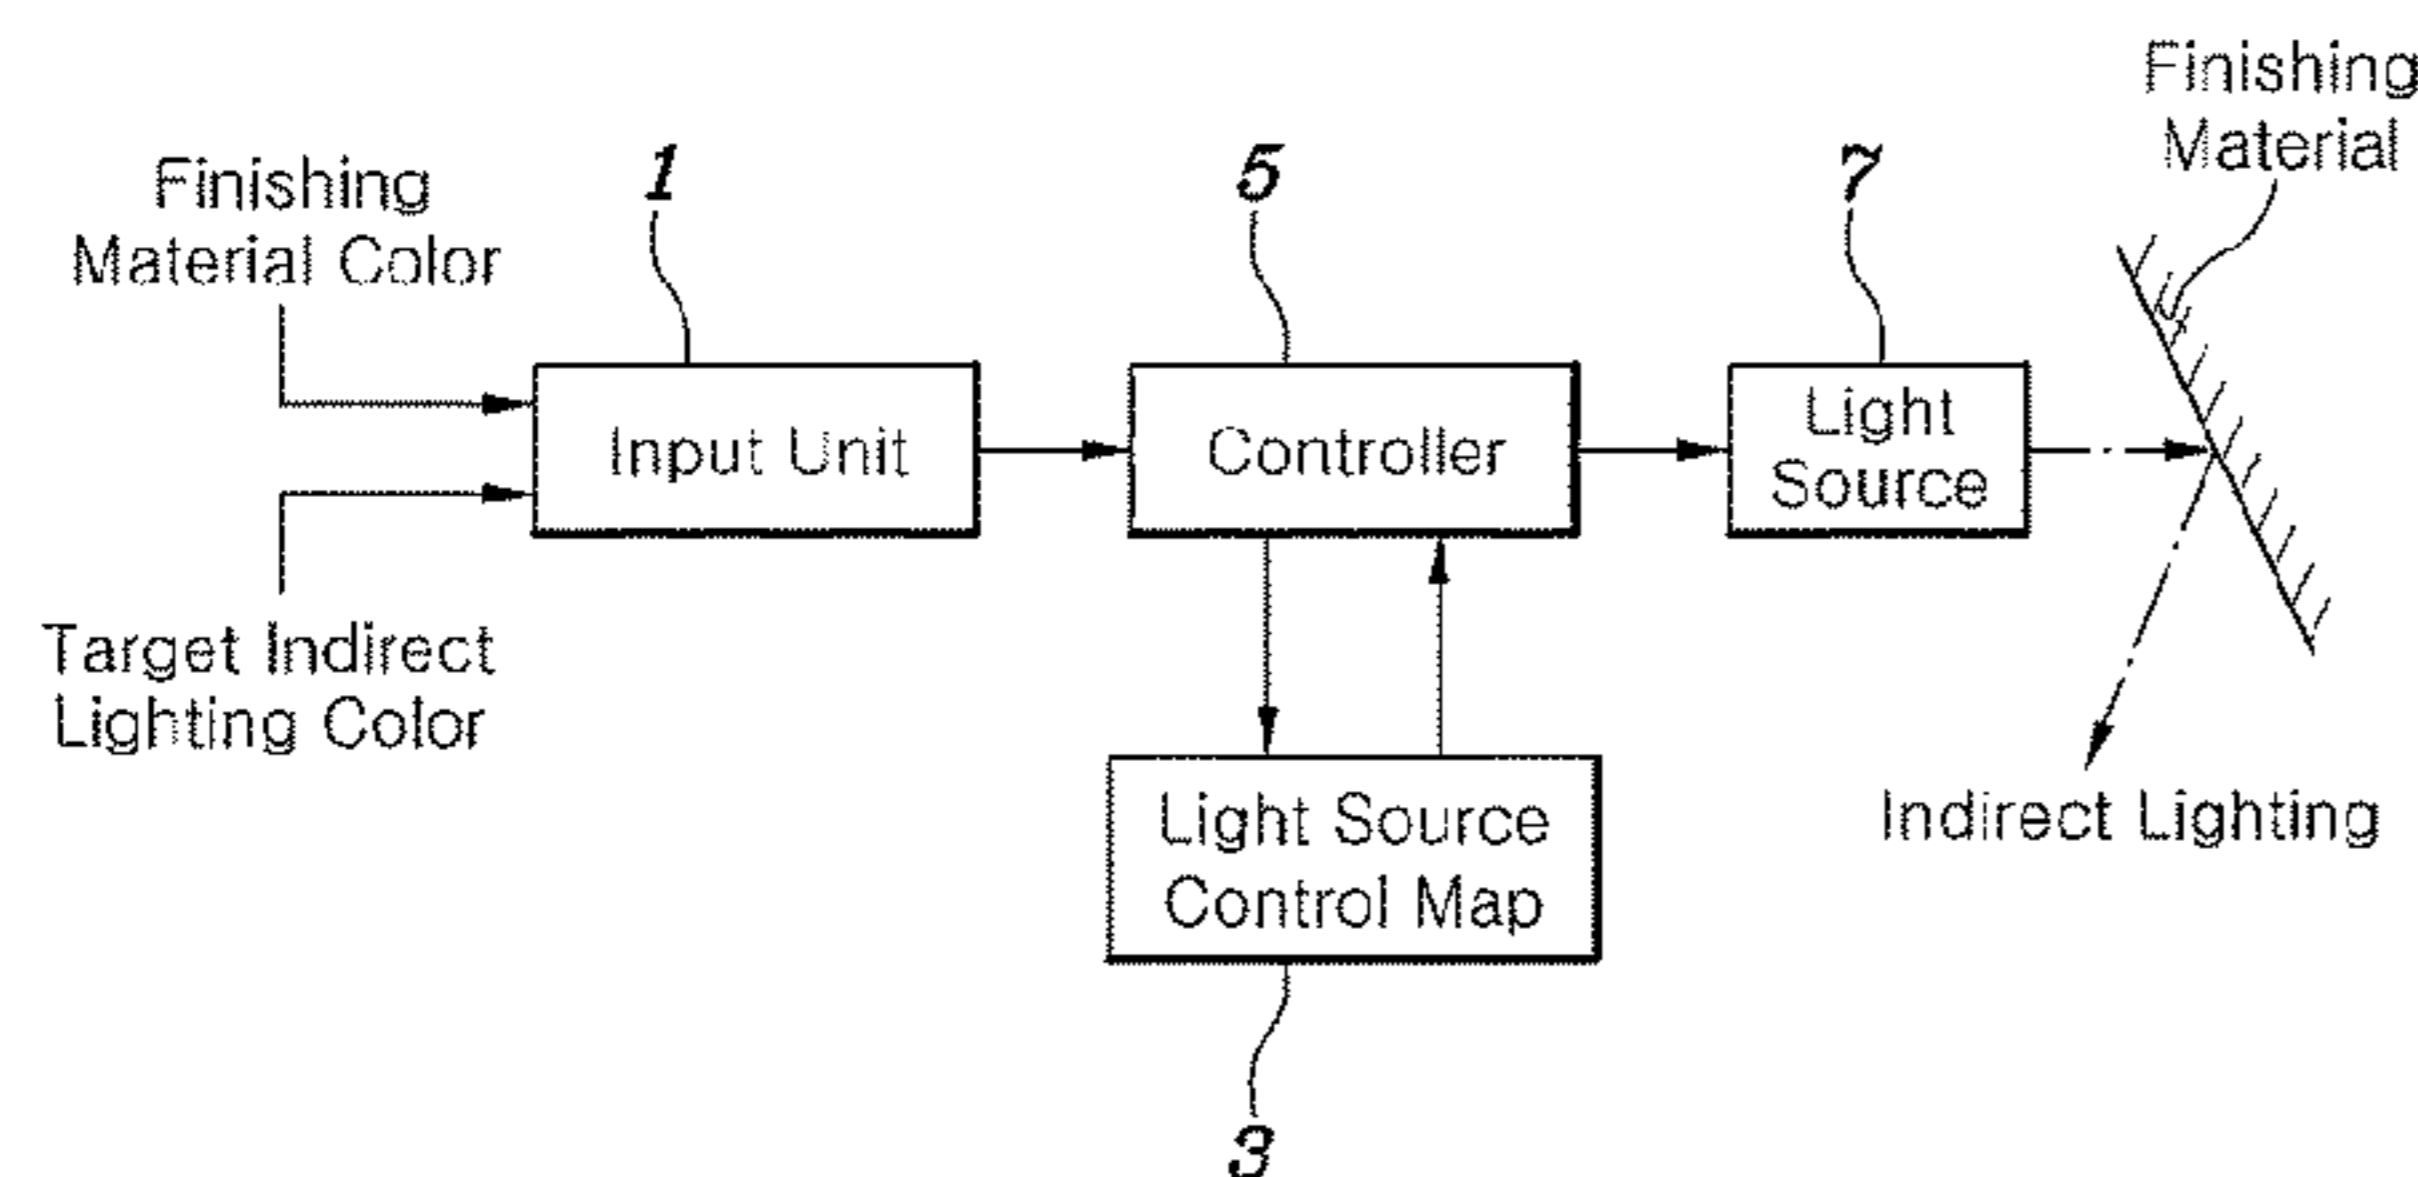 Finishing
Material
Finishing
Material Color
1
5
7
Input Unit
Controller
Light
Source
Target Indirect
Lighting Color
Light Source
Control Map
Indirect Lighting
3